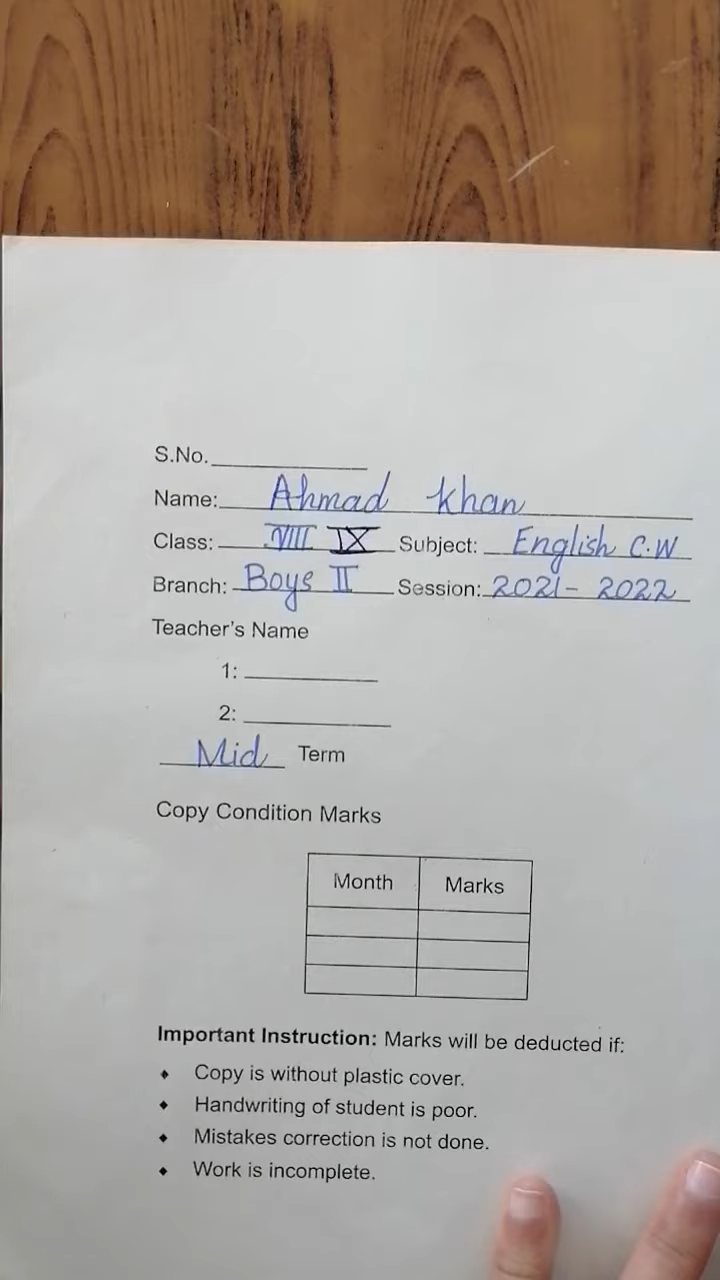 S.No.
Name: Ahmad khan
Class: VIII IX Subject: English C.W
Branch: Boys II Session: 2021- 2022
Teacher's Name
1:
2:
Mid Term
Copy Condition Marks
Month Marks
Important Instruction: Marks will be deducted if:
♦ Copy is without plastic cover.
♦ Handwriting of student is poor.
♦ Mistakes correction is not done.
♦ Work is incomplete.